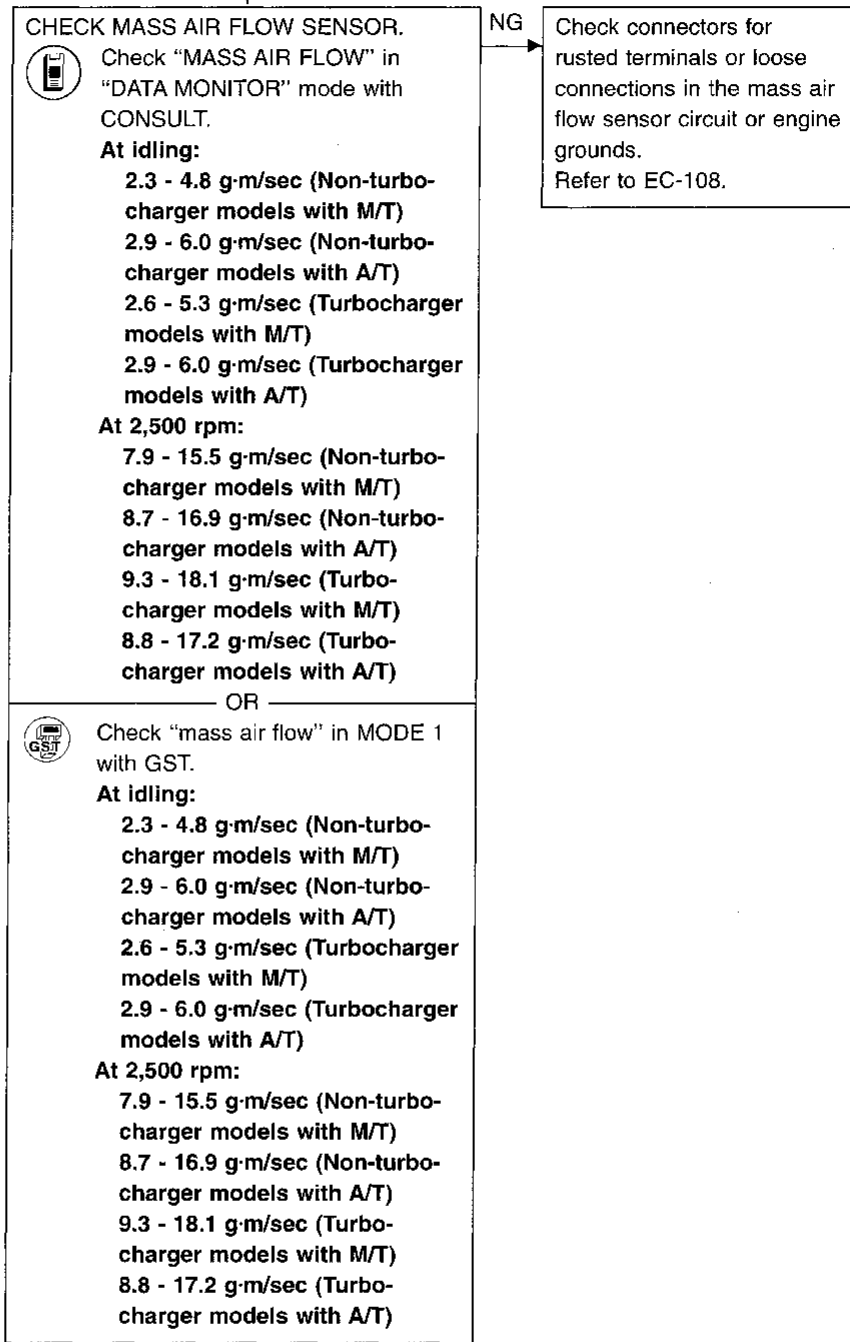 CHECK MASS AIR FLOW SENSOR.
Check “MASS AIR FLOW” in
“DATA MONITOR” mode with
CONSULT.
At idling:
2.3 - 4.8 g·m/sec (Non-turbo-
charger models with M/T)
2.9 - 6.0 g·m/sec (Non-turbo-
charger models with A/T)
2.6 - 5.3 g·m/sec (Turbocharger
models with M/T)
2.9 - 6.0 g·m/sec (Turbocharger
models with A/T)
At 2,500 rpm:
7.9 - 15.5 g·m/sec (Non-turbo-
charger models with M/T)
8.7 - 16.9 g·m/sec (Non-turbo-
charger models with A/T)
9.3 - 18.1 g·m/sec (Turbo-
charger models with M/T)
8.8 - 17.2 g·m/sec (Turbo-
charger models with A/T)
OR
GST
Check “mass air flow” in MODE 1
with GST.
At idling:
2.3 - 4.8 g·m/sec (Non-turbo-
charger models with M/T)
2.9 - 6.0 g·m/sec (Non-turbo-
charger models with A/T)
2.6 - 5.3 g·m/sec (Turbocharger
models with M/T)
2.9 - 6.0 g·m/sec (Turbocharger
models with A/T)
At 2,500 rpm:
7.9 - 15.5 g·m/sec (Non-turbo-
charger models with M/T)
8.7 - 16.9 g·m/sec (Non-turbo-
charger models with A/T)
9.3 - 18.1 g·m/sec (Turbo-
charger models with M/T)
8.8 - 17.2 g·m/sec (Turbo-
charger models with A/T)
NG
Check connectors for
rusted terminals or loose
connections in the mass air
flow sensor circuit or engine
grounds.
Refer to EC-108.